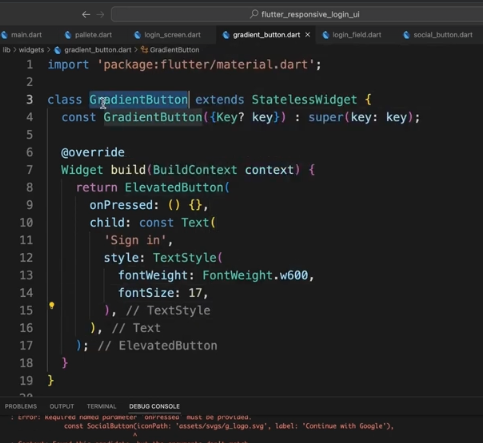 flutter_responsive_login_ui
main.dart pallete.dart login_screen.dart gradient_button.dart × login_field.dart social_button.dart
lib > widgets > gradient_button.dart > GradientButton
1 import 'package:flutter/material.dart';
2
3 class GradientButton extends StatelessWidget {
4 const GradientButton({Key? key}) : super(key: key);
5
6 @override
7 Widget build(BuildContext context) {
8 return ElevatedButton(
9 onPressed: () {},
10 child: const Text(
11 'Sign in',
12 style: TextStyle(
13 fontWeight: FontWeight.w600,
14 fontSize: 17,
15 ), // TextStyle
16 ), // Text
17 ); // ElevatedButton
18 }
19 }
PROBLEMS OUTPUT TERMINAL DEBUG CONSOLE
: Error: Required named parameter 'onPressed' must be provided.
const SocialButton(iconPath: 'assets/svgs/g_logo.svg', label: 'Continue with Google'),
^